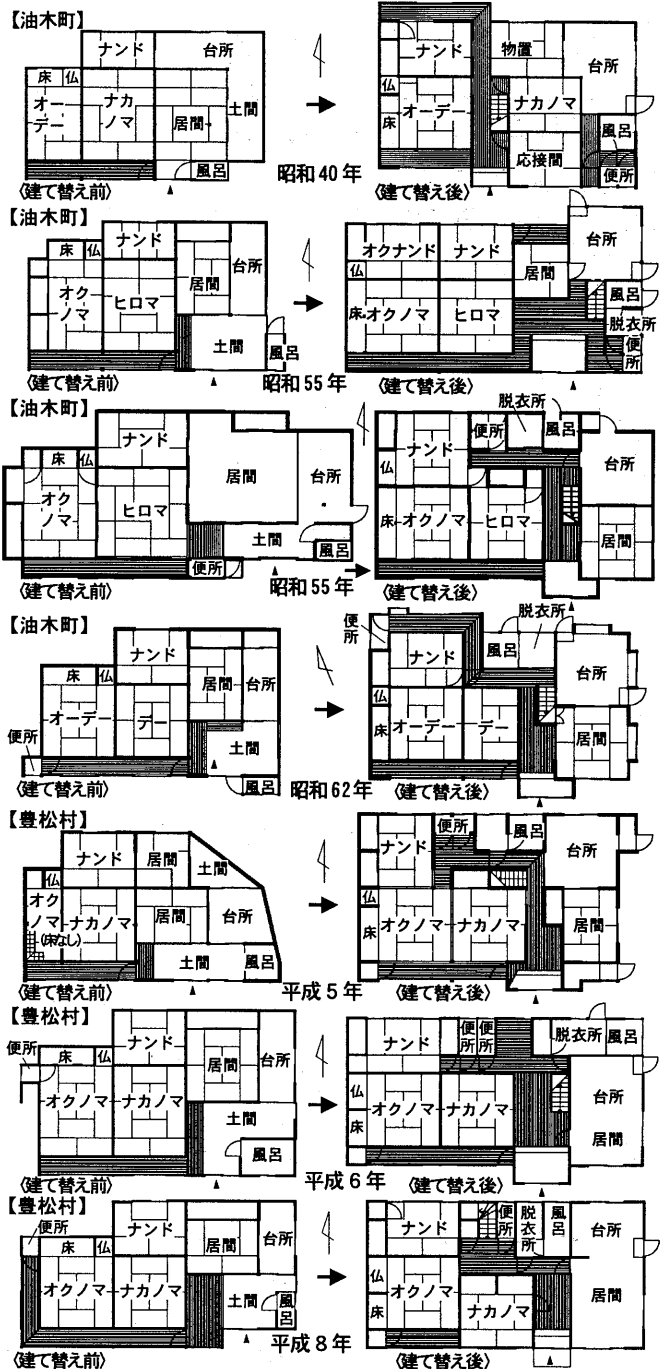 【油木町】
ナンド
台所
床
仏
オーデー
ナカノマ
居間
土間
風呂
〈建て替え前〉
昭和40年
ナンド
物置
台所
仏
床
オーデー
ナカノマ
応接間
風呂
便所
〈建て替え後〉
【油木町】
床
仏
ナンド
居間
台所
オクノマ
ヒロマ
土間
風呂
〈建て替え前〉
昭和55年
オクナンド
ナンド
台所
居間
仏
床
オクノマ
ヒロマ
風呂
脱衣所
便所
〈建て替え後〉
【油木町】
ナンド
床
仏
居間
台所
オクノマ
ヒロマ
土間
風呂
便所
〈建て替え前〉
昭和55年
脱衣所
ナンド
便所
風呂
仏
台所
床
オクノマ
ヒロマ
居間
〈建て替え後〉
【油木町】
ナンド
床
仏
居間
台所
オーデー
デー
便所
土間
風呂
〈建て替え前〉
昭和62年
便所
脱衣所
ナンド
風呂
台所
仏
床
オーデー
デー
居間
〈建て替え後〉
【豊松村】
ナンド
居間
土間
仏
オクノマ
(床なし)
ナカノマ
居間
台所
土間
風呂
〈建て替え前〉
平成5年
便所
風呂
ナンド
台所
仏
床
オクノマ
ナカノマ
居間
〈建て替え後〉
【豊松村】
便所
床
仏
ナンド
居間
台所
オクノマ
ナカノマ
土間
風呂
〈建て替え前〉
平成6年
ナンド
便所
便所
脱衣所
風呂
仏
床
オクノマ
ナカノマ
台所
居間
〈建て替え後〉
【豊松村】
便所
床
仏
ナンド
居間
台所
オクノマ
ナカノマ
土間
風呂
〈建て替え前〉
平成8年
ナンド
便所
脱衣所
風呂
台所
仏
床
オクノマ
ナカノマ
居間
〈建て替え後〉